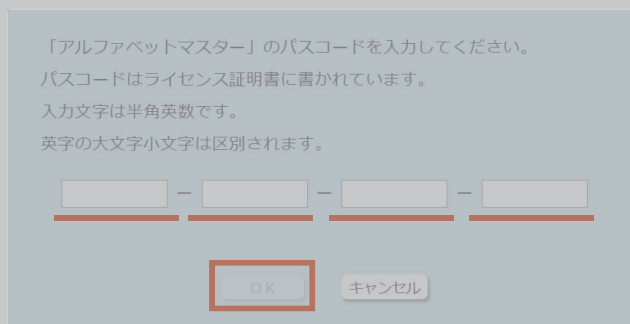 「アルファベットマスター」のパスコードを入力してください。
パスコードはライセンス証明書に書かれています。
入力文字は半角英数です。
英字の大文字小文字は区別されます。
– – –
OK キャンセル